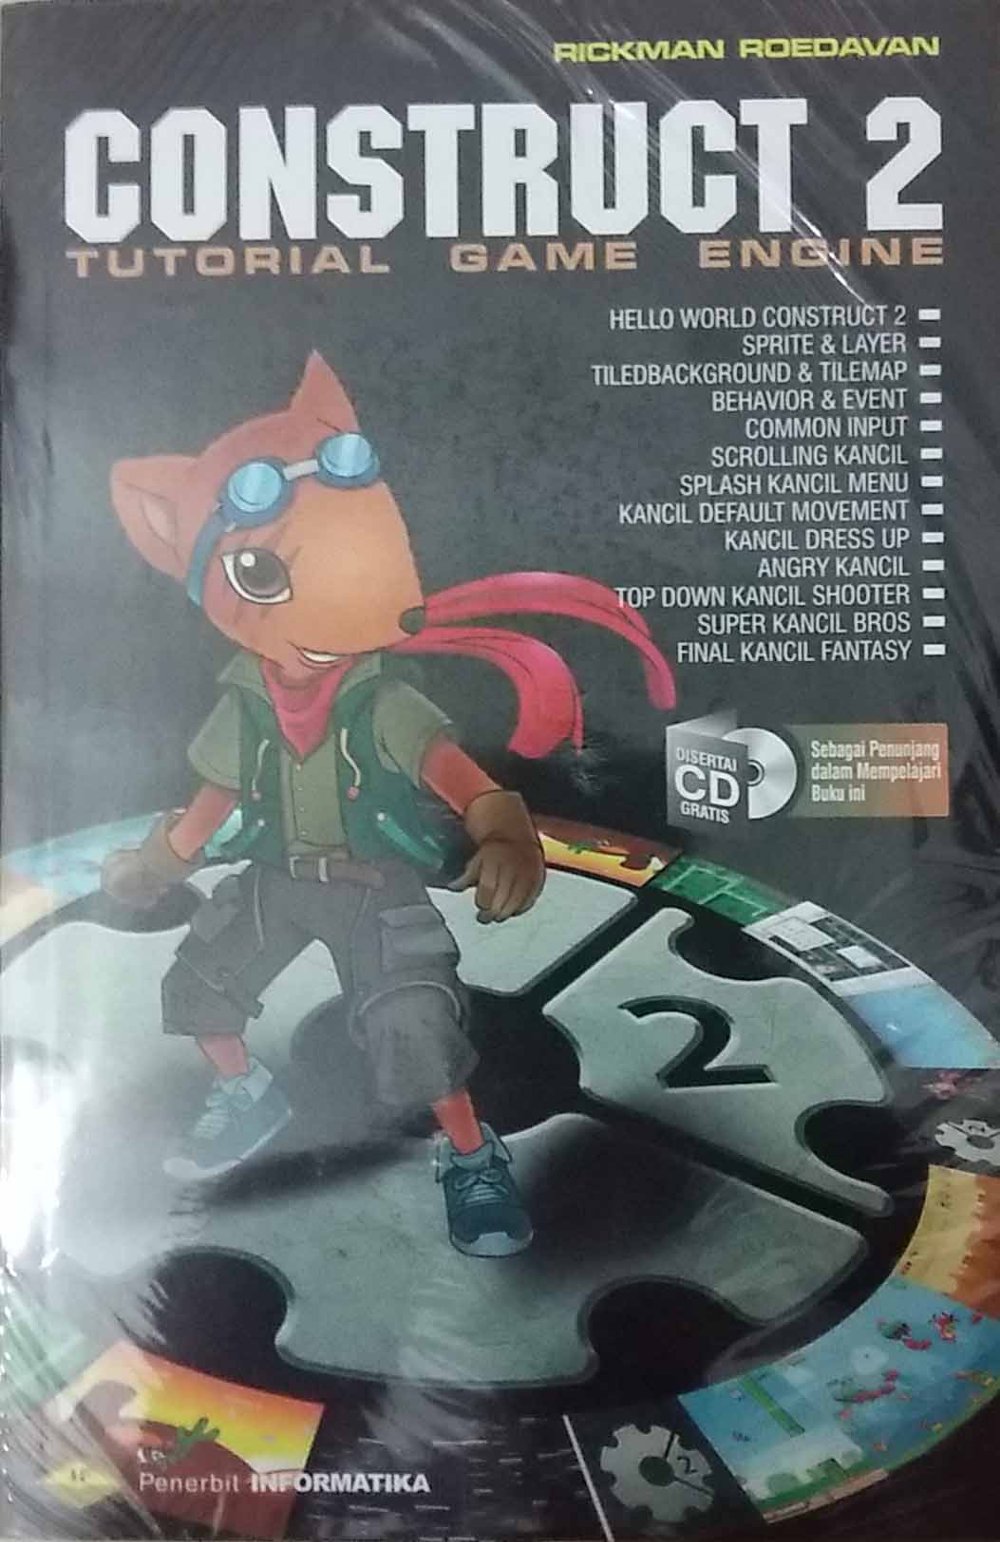 RICKMAN ROEDAVAN
CONSTRUCT 2
TUTORIAL GAME ENGINE
HELLO WORLD CONSTRUCT 2
SPRITE & LAYER
TILEDBACKGROUND & TILEMAP
BEHAVIOR & EVENT
COMMON INPUT
SCROLLING KANCIL
SPLASH KANCIL MENU
KANCIL DEFAULT MOVEMENT
KANCIL DRESS UP
ANGRY KANCIL
TOP DOWN KANCIL SHOOTER
SUPER KANCIL BROS
FINAL KANCIL FANTASY
DISERTAI
CD
GRATIS
Sebagai Penunjang
dalam Mempelajari
Buku ini
2
2
Penerbit INFORMATIKA